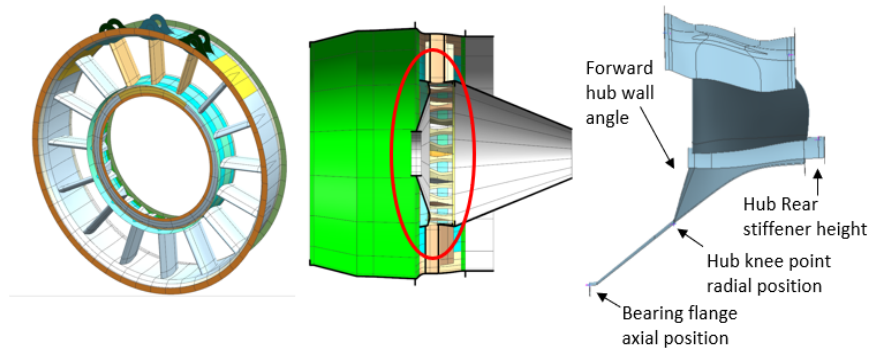 Forward
hub wall
angle
Hub Rear
stiffener height
Hub knee point
radial position
Bearing flange
axial position